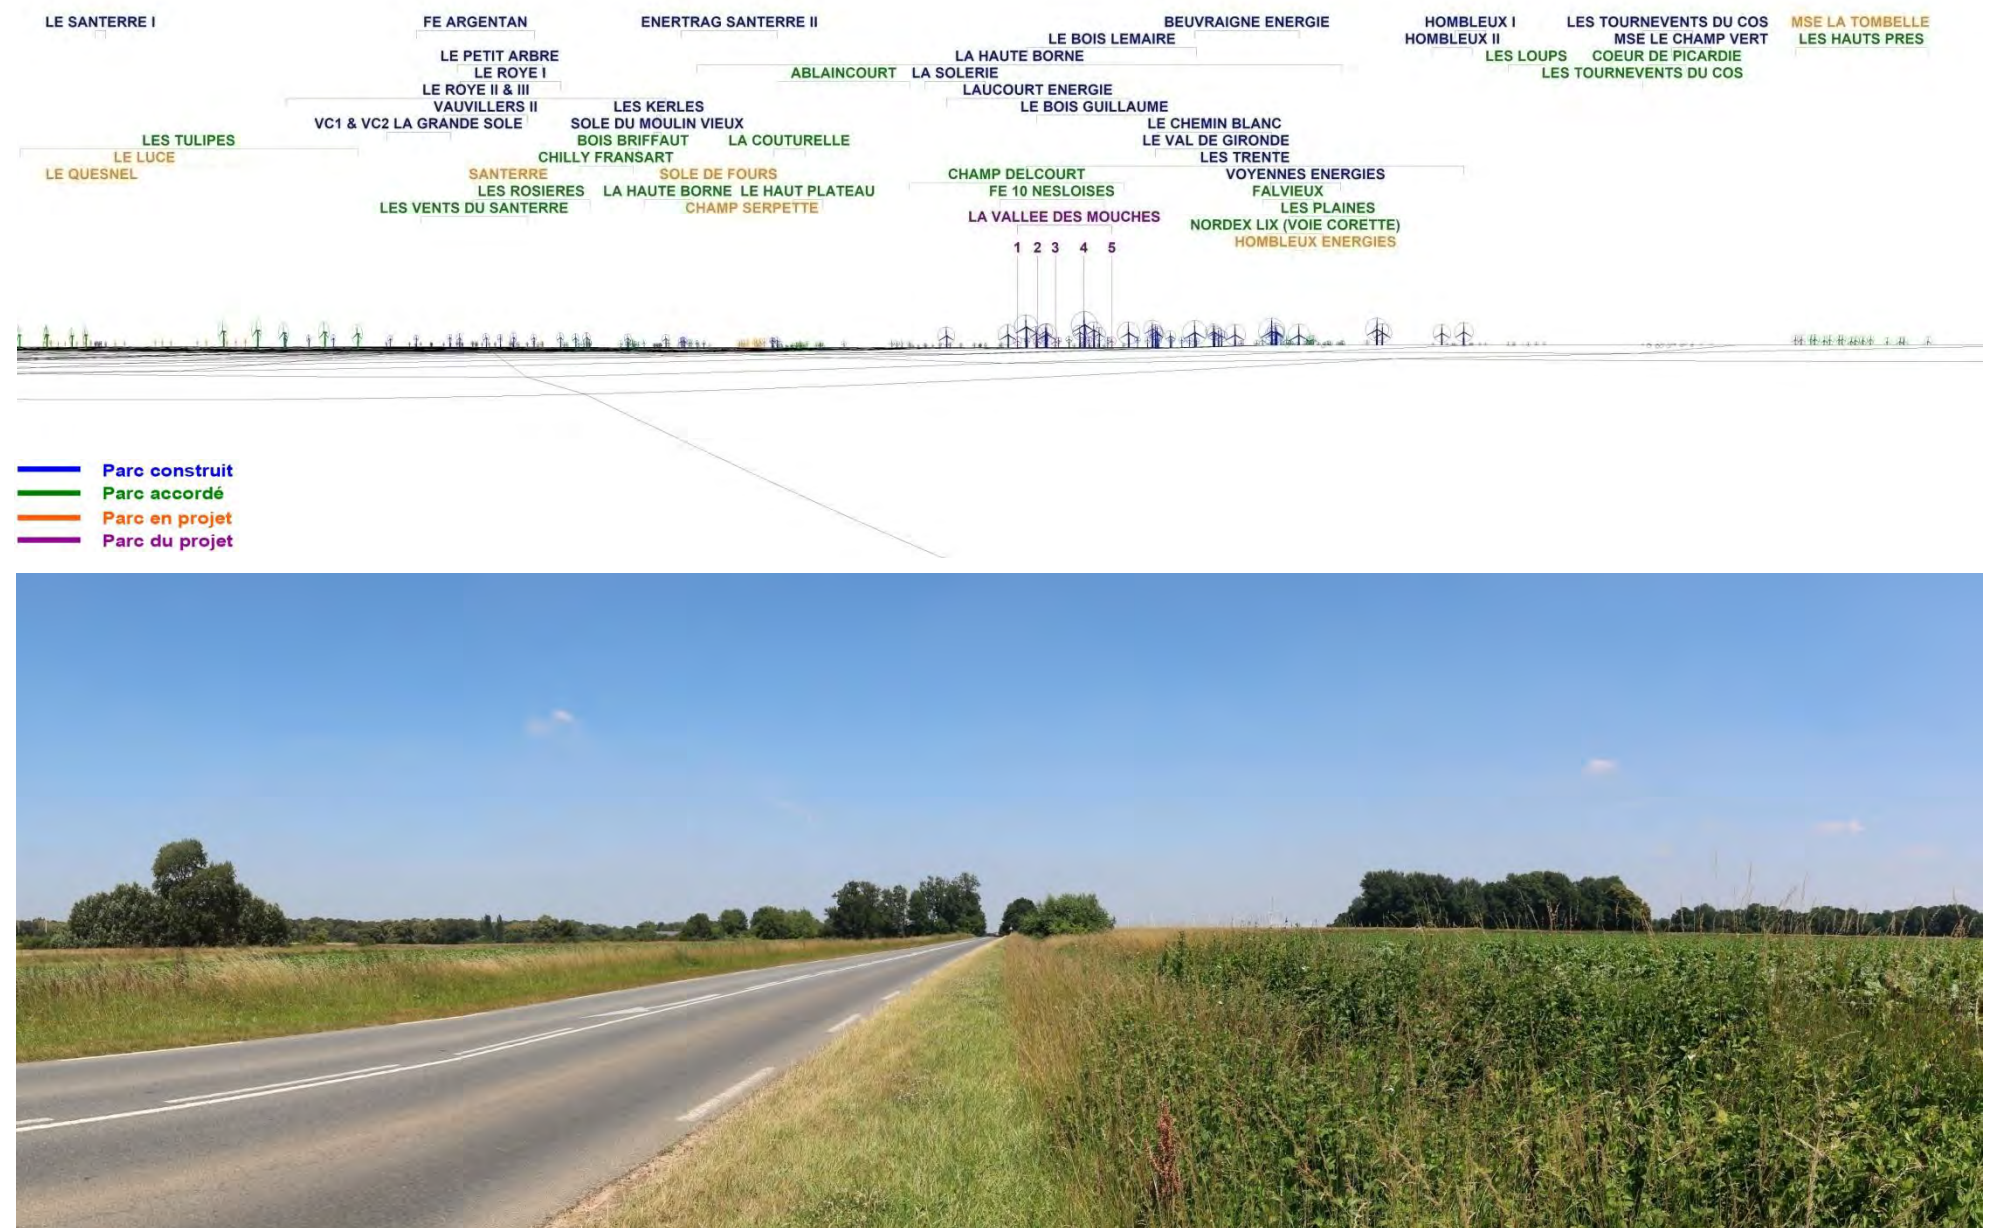 LE SANTERRE I FE ARGENTAN ENERTRAG SANTERRE II BEUVRAIGNE ENERGIE HOMBLEUX I LES TOURNEVENTS DU COS MSE LA TOMBELLE
LE BOIS LEMAIRE HOMBLEUX II MSE LE CHAMP VERT LES HAUTS PRES
LE PETIT ARBRE LA HAUTE BORNE LES LOUPS COEUR DE PICARDIE
LE ROYE I ABLAINCOURT LA SOLERIE LES TOURNEVENTS DU COS
LE ROYE II & III LAUCOURT ENERGIE
VAUVILLERS II LES KERLES LE BOIS GUILLAUME
VC1 & VC2 LA GRANDE SOLE SOLE DU MOULIN VIEUX LE CHEMIN BLANC
LES TULIPES BOIS BRIFFAUT LA COUTURELLE LE VAL DE GIRONDE
LE LUCE CHILLY FRANSART LES TRENTE
LE QUESNEL SANTERRE SOLE DE FOURS CHAMP DELCOURT VOYENNES ENERGIES
LES ROSIERES LA HAUTE BORNE LE HAUT PLATEAU FE 10 NESLOISES FALVIEUX
LES VENTS DU SANTERRE CHAMP SERPETTE LES PLAINES
LA VALLEE DES MOUCHES NORDEX LIX (VOIE CORETTE)
1 2 3 4 5 HOMBLEUX ENERGIES
Parc construit
Parc accordé
Parc en projet
Parc du projet